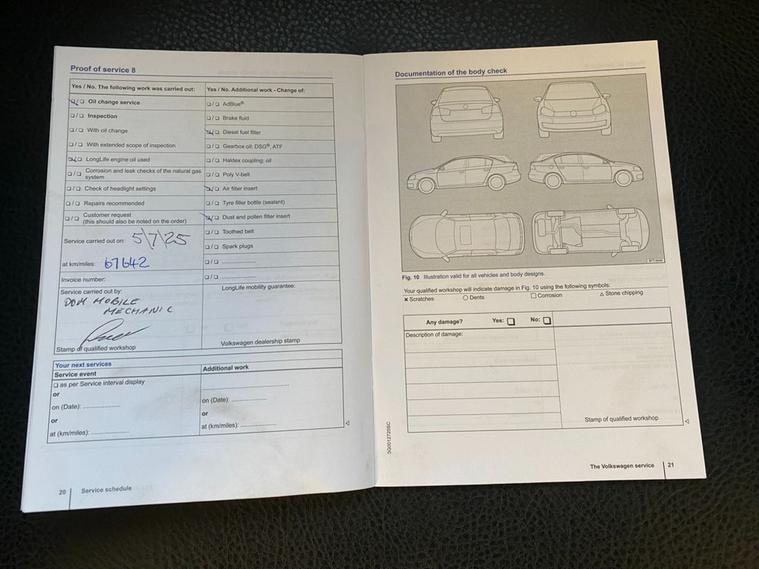 Proof of service 8
Yes / No. The following work was carried out:
Oil change service
Inspection
With oil change
With extended scope of inspection
LongLife engine oil used
Corrosion and leak checks of the natural gas
system
Check of headlight settings
Repairs recommended
Customer request
(this should also be noted on the order)
Service carried out on: 5/7/25
at km/miles: 67642
Invoice number:
Service carried out by:
DOM MOBILE
MECHANIC
Stamp of qualified workshop
Yes / No. Additional work - Change of:
AdBlue®
Brake fluid
Diesel fuel filter
Gearbox oil: DSG®, ATF
Haldex coupling: oil
Poly V-belt
Air filter insert
Tyre filler bottle (sealant)
Dust and pollen filter insert
Toothed belt
Spark plugs
LongLife mobility guarantee:
Volkswagen dealership stamp
Your next services
Service event
as per Service interval display
or
on (Date):
or
at (km/miles):
Additional work
on (Date):
or
at (km/miles):
20 Service schedule
Documentation of the body check
Fig. 10 Illustration valid for all vehicles and body designs.
Your qualified workshop will indicate damage in Fig. 10 using the following symbols:
× Scratches ○ Dents □ Corrosion △ Stone chipping
Any damage? Yes: No:
Description of damage:
Stamp of qualified workshop
The Volkswagen service 21